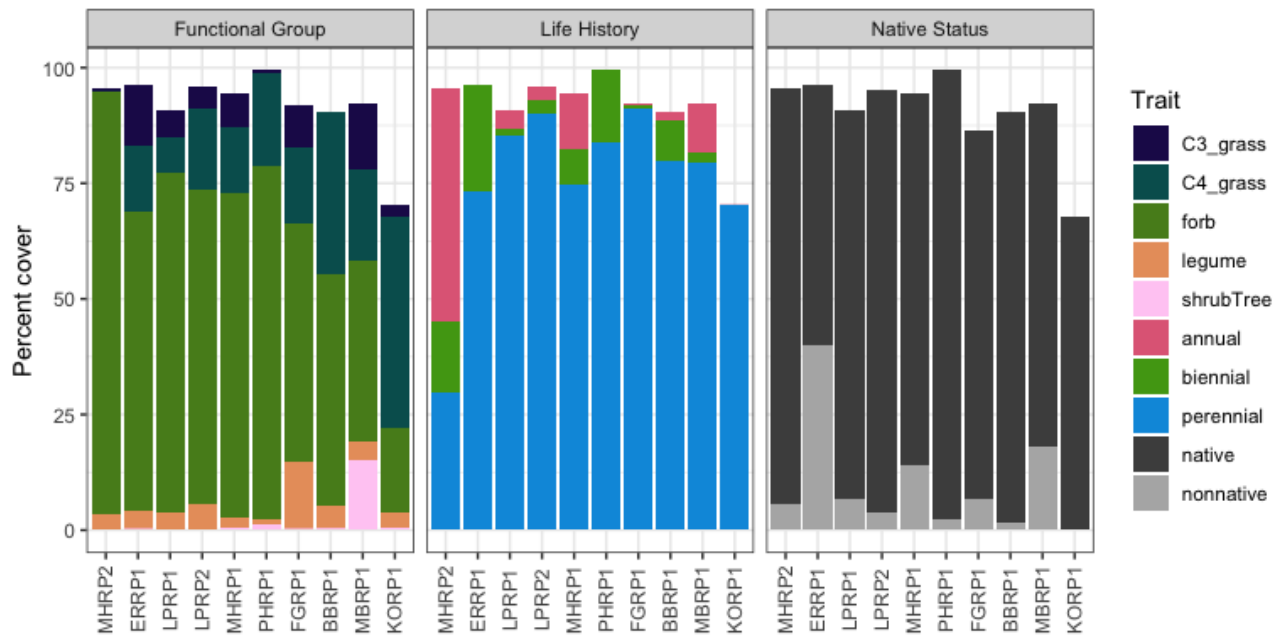 Functional Group
Life History
Native Status
Percent cover
100
75
50
25
0
MHRP2
ERRP1
LPRP1
LPRP2
MHRP1
PHRP1
FGRP1
BBRP1
MBRP1
KORP1
MHRP2
ERRP1
LPRP1
LPRP2
MHRP1
PHRP1
FGRP1
BBRP1
MBRP1
KORP1
MHRP2
ERRP1
LPRP1
LPRP2
MHRP1
PHRP1
FGRP1
BBRP1
MBRP1
KORP1
Trait
C3_grass
C4_grass
forb
legume
shrubTree
annual
biennial
perennial
native
nonnative